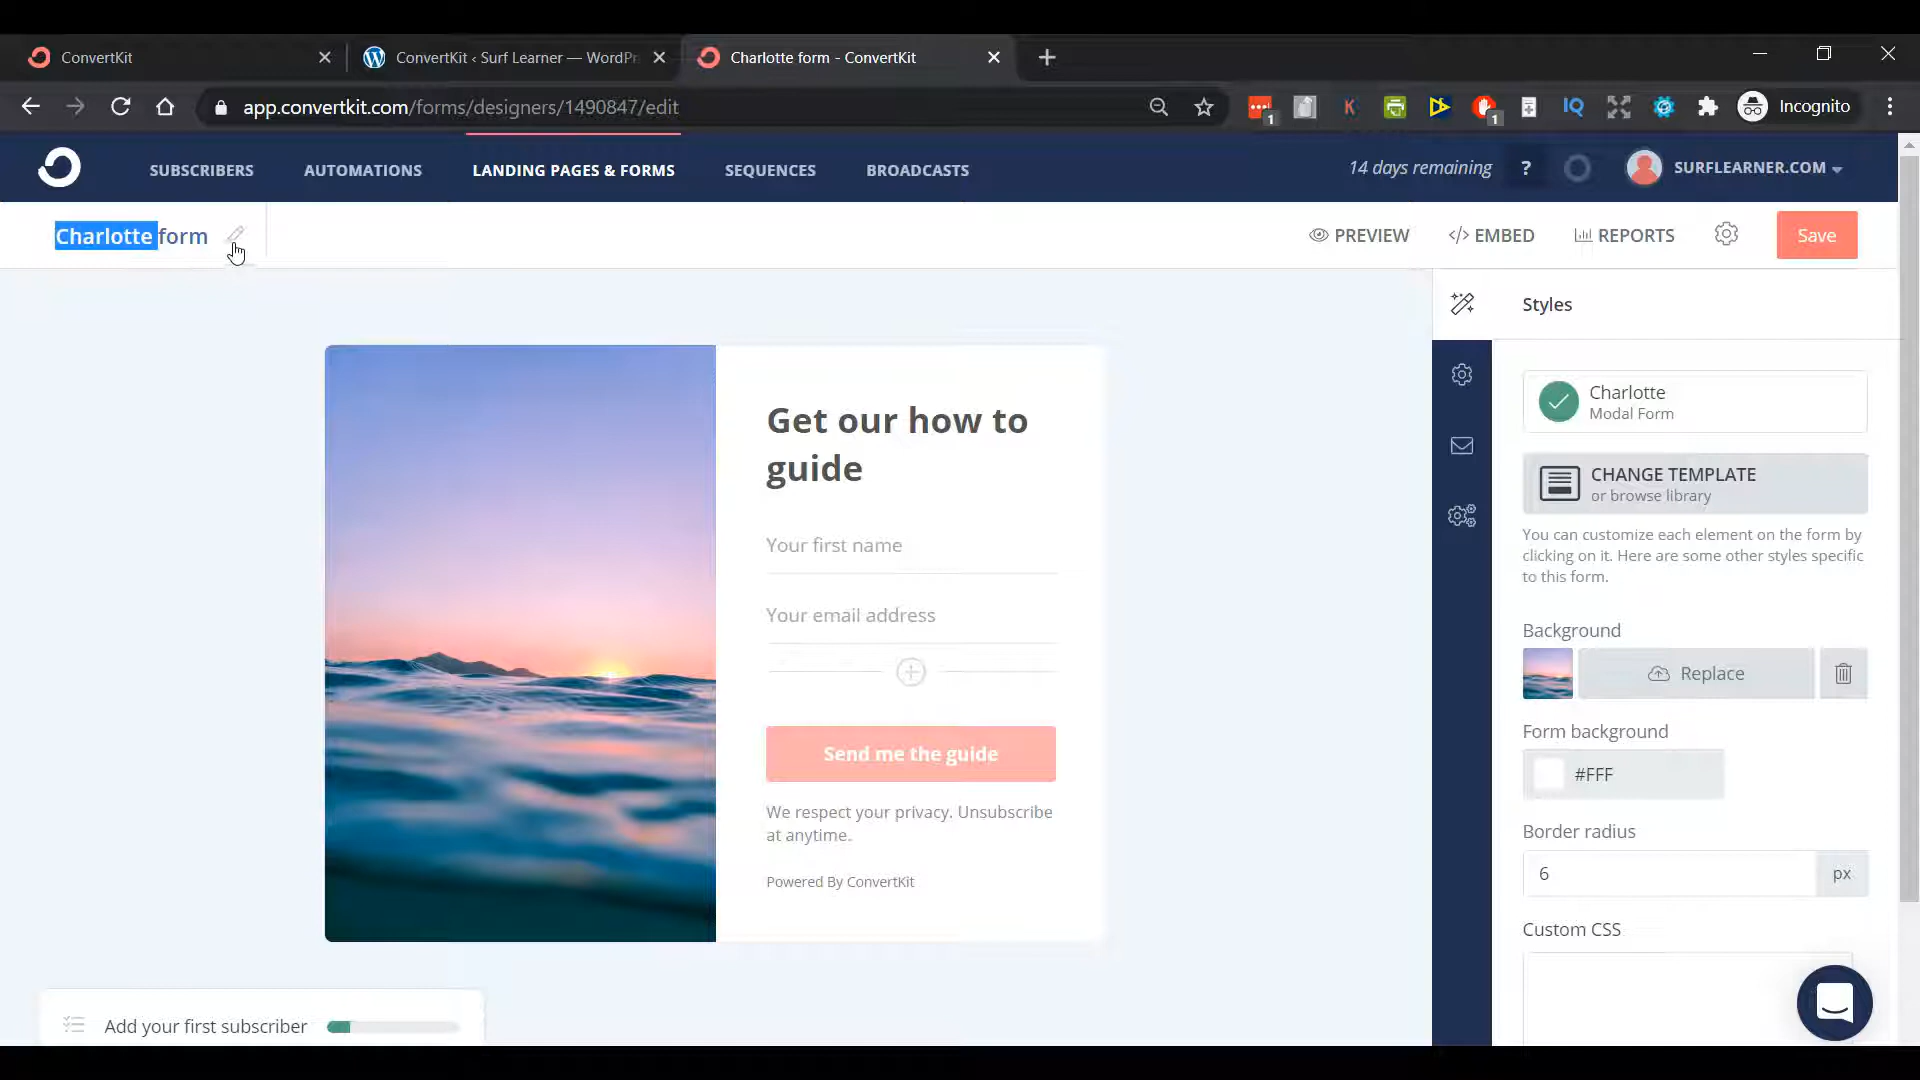 ConvertKit
ConvertKit ‹ Surf Learner — WordPr
Charlotte form - ConvertKit
app.convertkit.com/forms/designers/1490847/edit
1
K
1
IQ
Incognito
SUBSCRIBERS
AUTOMATIONS
LANDING PAGES & FORMS
SEQUENCES
BROADCASTS
14 days remaining
?
SURFLEARNER.COM
Charlotte form
PREVIEW
</> EMBED
REPORTS
Save
Styles
Charlotte
Modal Form
CHANGE TEMPLATE
or browse library
You can customize each element on the form by
clicking on it. Here are some other styles specific
to this form.
Background
Replace
Form background
#FFF
Border radius
6
px
Custom CSS
Get our how to
guide
Your first name
Your email address
Send me the guide
We respect your privacy. Unsubscribe
at anytime.
Powered By ConvertKit
Add your first subscriber